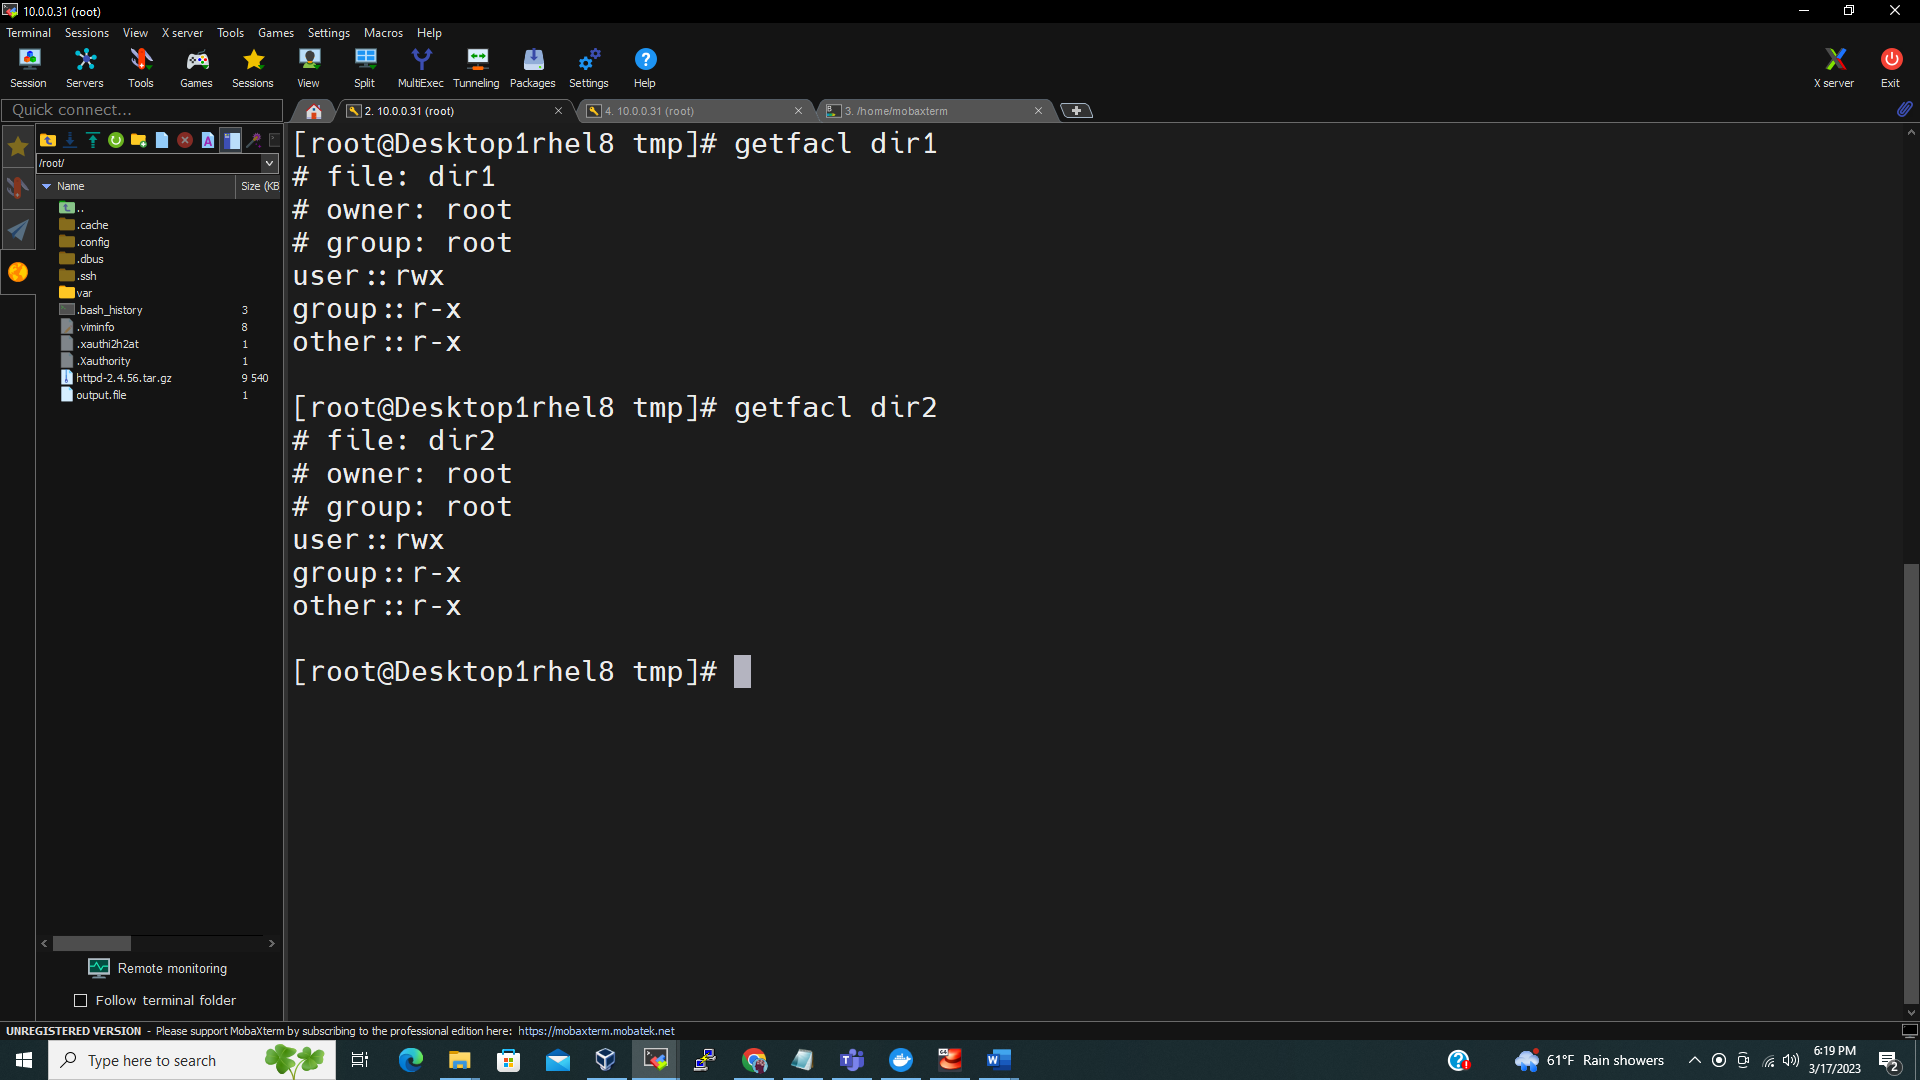 10.0.0.31 (root)
Terminal Sessions View X server Tools Games Settings Macros Help
Session Servers Tools Games Sessions View Split MultiExec Tunneling Packages Settings Help X server Exit
Quick connect...
2. 10.0.0.31 (root) 4. 10.0.0.31 (root) 3. /home/mobaxterm
/root/
Name Size (KB
..
.cache
.config
.dbus
.ssh
var
.bash_history 3
.viminfo 8
.xauthi2h2at 1
.Xauthority 1
httpd-2.4.56.tar.gz 9 540
output.file 1
Remote monitoring
Follow terminal folder
[root@Desktop1rhel8 tmp]# getfacl dir1
# file: dir1
# owner: root
# group: root
user::rwx
group::r-x
other::r-x
[root@Desktop1rhel8 tmp]# getfacl dir2
# file: dir2
# owner: root
# group: root
user::rwx
group::r-x
other::r-x
[root@Desktop1rhel8 tmp]#
UNREGISTERED VERSION - Please support MobaXterm by subscribing to the professional edition here: https://mobaxterm.mobatek.net
Type here to search
61°F Rain showers
6:19 PM
3/17/2023
2